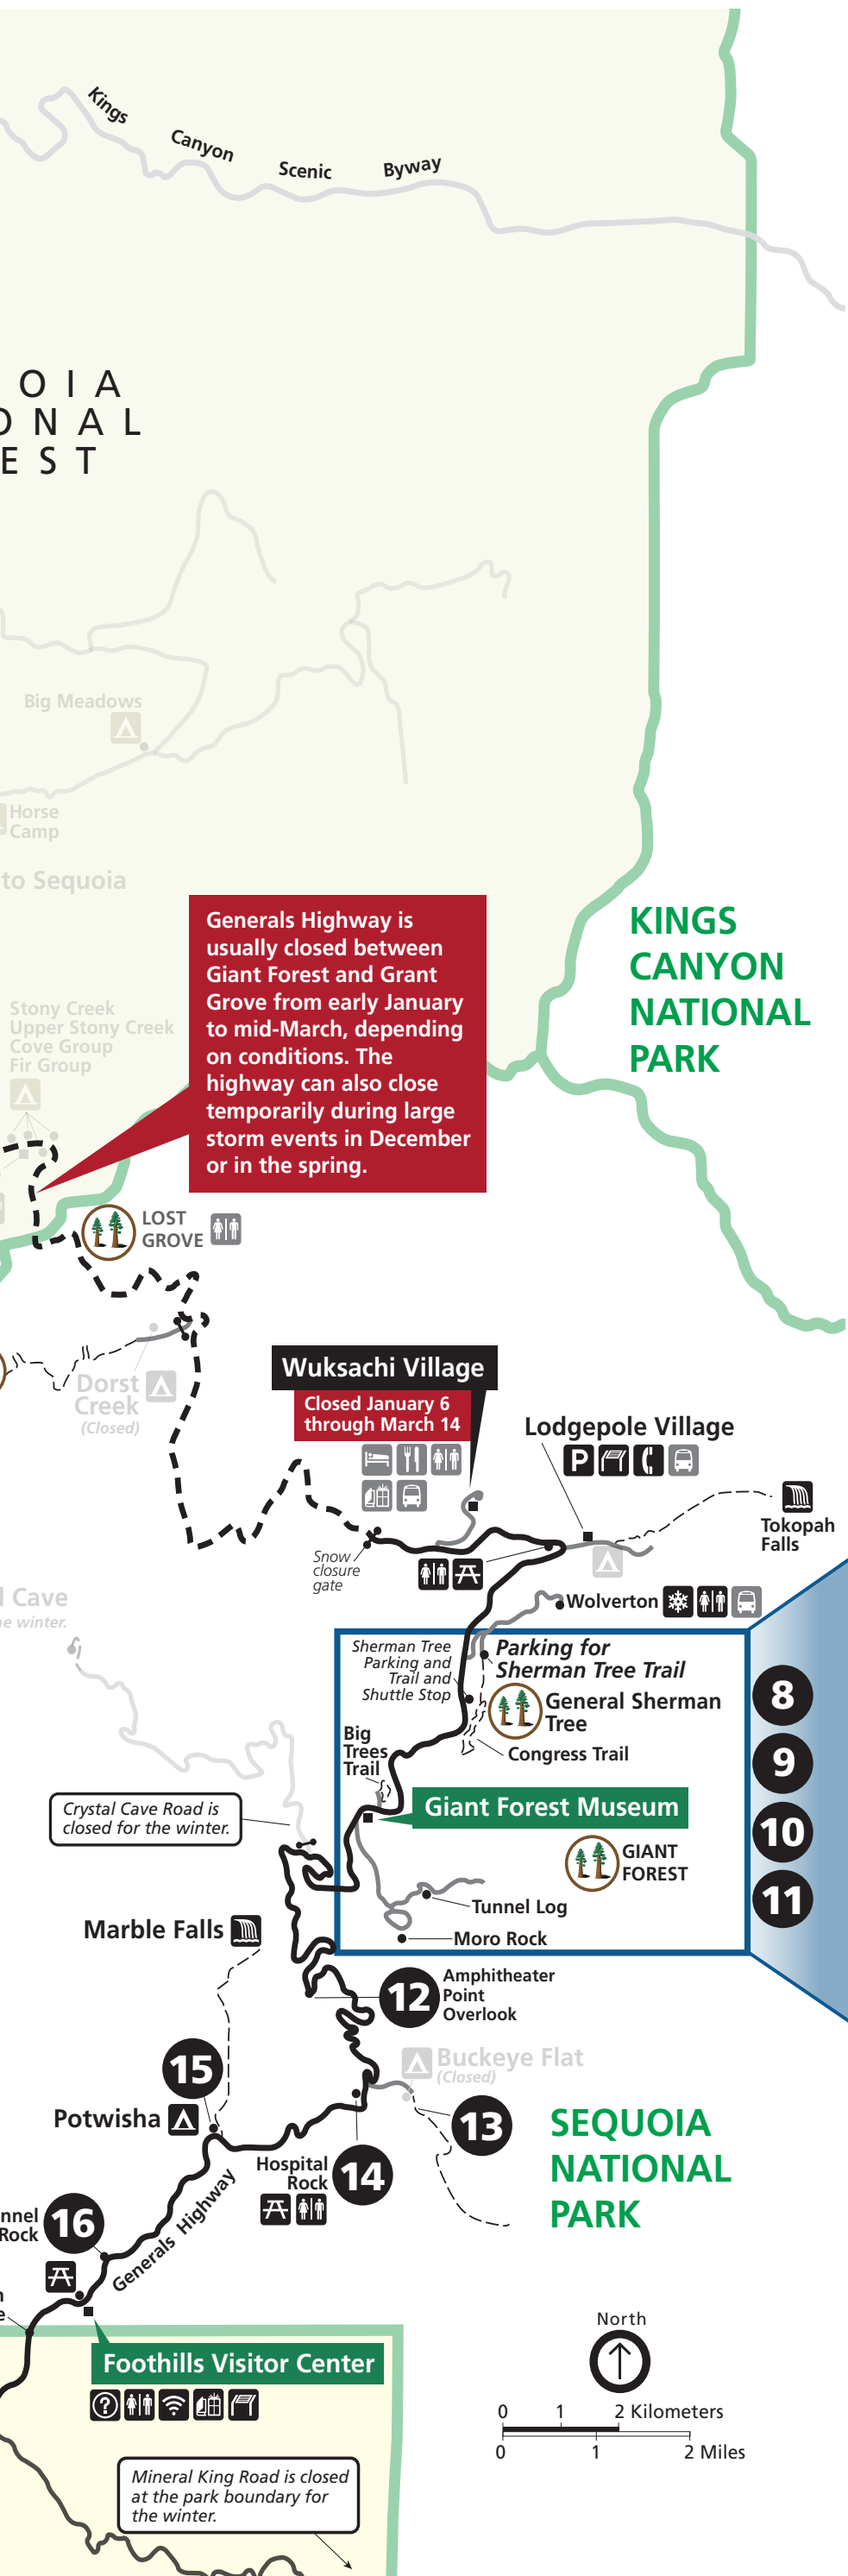 Kings Canyon Scenic Byway
OIA
ONAL
EST
Big Meadows
Horse
Camp
to Sequoia
Generals Highway is
usually closed between
Giant Forest and Grant
Grove from early January
to mid-March, depending
on conditions. The
highway can also close
temporarily during large
storm events in December
or in the spring.
KINGS
CANYON
NATIONAL
PARK
Stony Creek
Upper Stony Creek
Cove Group
Fir Group
LOST
GROVE
Dorst
Creek
(Closed)
Wuksachi Village
Closed January 6
through March 14
Lodgepole Village
P
Tokopah
Falls
Snow
closure
gate
Cave
winter.
Wolverton
Sherman Tree
Parking and
Trail and
Shuttle Stop
Parking for
Sherman Tree Trail
General Sherman
Tree
Congress Trail
Big
Trees
Trail
Giant Forest Museum
GIANT
FOREST
Tunnel Log
Moro Rock
8
9
10
11
Crystal Cave Road is
closed for the winter.
Marble Falls
12
Amphitheater
Point
Overlook
15
Buckeye Flat
(Closed)
Potwisha
13
SEQUOIA
NATIONAL
PARK
Hospital
Rock
14
nnel
Rock
16
Generals Highway
Foothills Visitor Center
?
North
0 1 2 Kilometers
0 1 2 Miles
Mineral King Road is closed
at the park boundary for
the winter.